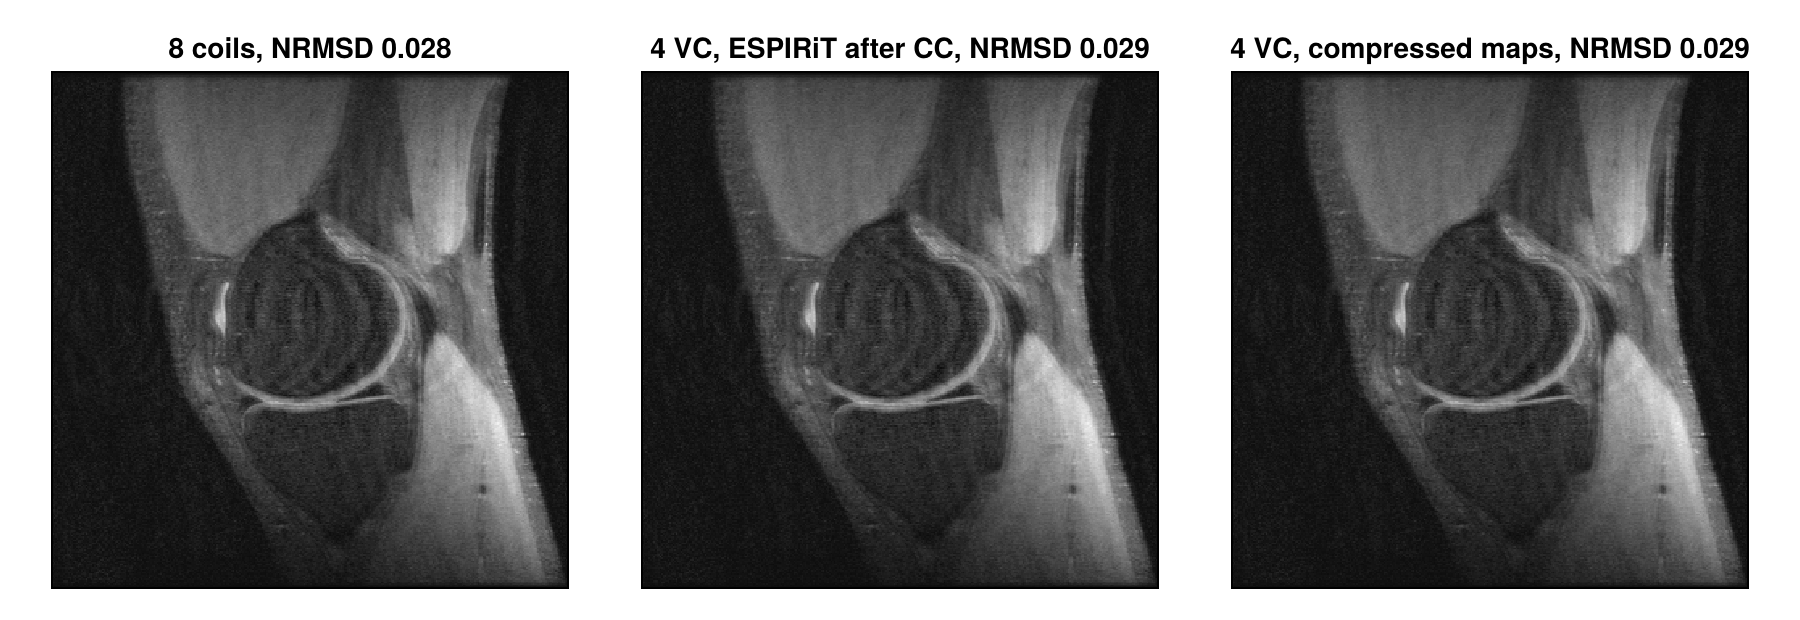 8 coils, NRMSD 0.028
4 VC, ESPIRiT after CC, NRMSD 0.029
4 VC, compressed maps, NRMSD 0.029